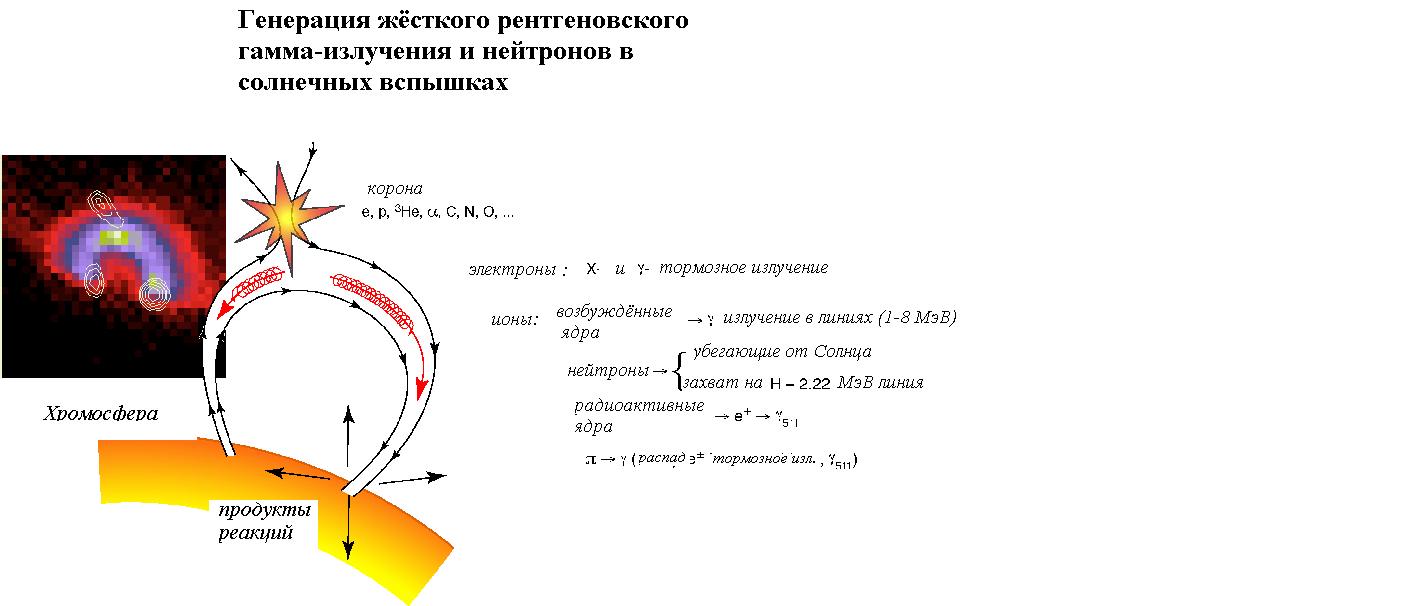 Генерация жёсткого рентгеновского
гамма-излучения и нейтронов в
солнечных вспышках
корона
e, p, ³He, α, C, N, O, ...
электроны : X- и γ- тормозное излучение
ионы: возбуждённые
ядра → γ излучение в линиях (1-8 МэВ)
нейтроны → { убегающие от Солнца
захват на H – 2.22 МэВ линия
радиоактивные
ядра → e⁺ → γ
π → γ (распад e± тормозное изл. , γ₅₁₁)
Хромосфера
продукты
реакций